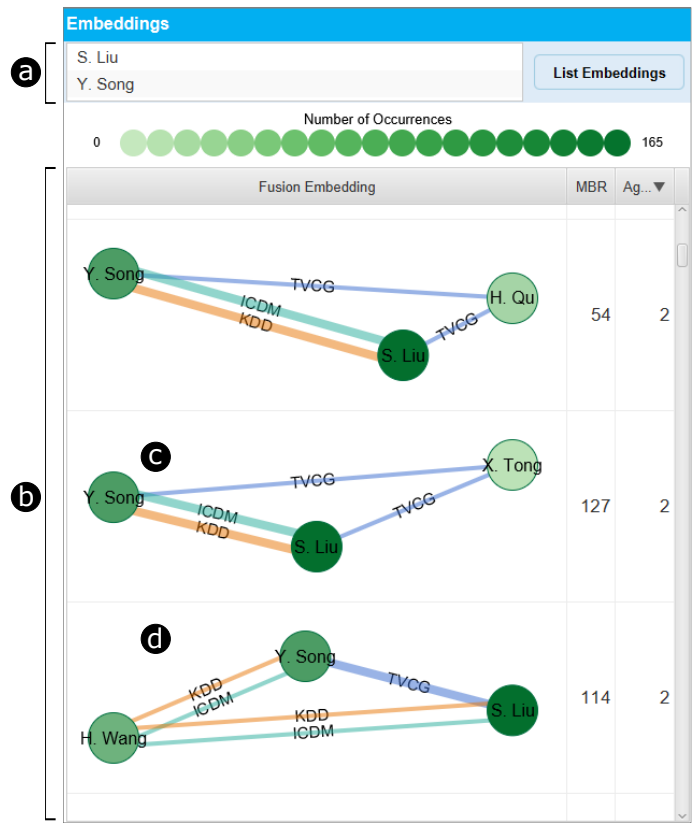 Embeddings
a
S. Liu
Y. Song
List Embeddings
Number of Occurrences
0
165
b
Fusion Embedding
MBR
Ag...▼
Y. Song
TVCG
H. Qu
ICDM
KDD
TVCG
S. Liu
54
2
c
Y. Song
TVCG
X. Tong
ICDM
KDD
TVCG
S. Liu
127
2
d
Y. Song
KDD
ICDM
TVCG
S. Liu
KDD
ICDM
H. Wang
114
2